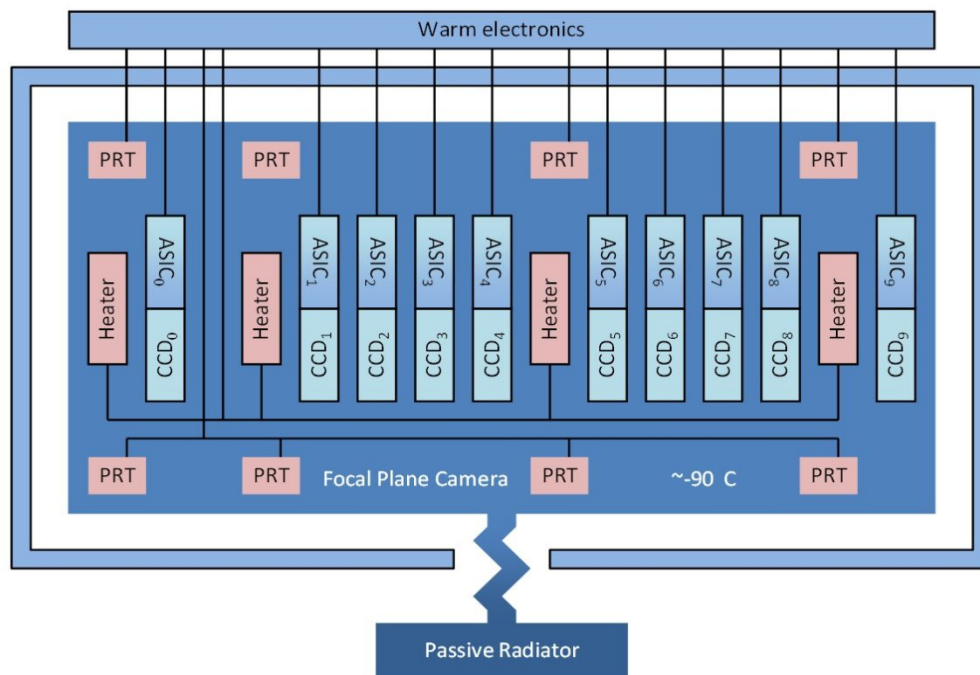 Warm electronics
PRT
PRT
PRT
PRT
Heater
ASIC₀
CCD₀
Heater
ASIC₁
CCD₁
ASIC₂
CCD₂
ASIC₃
CCD₃
ASIC₄
CCD₄
Heater
ASIC₅
CCD₅
ASIC₆
CCD₆
ASIC₇
CCD₇
ASIC₈
CCD₈
Heater
ASIC₉
CCD₉
PRT
PRT
Focal Plane Camera
PRT
~-90 C
PRT
Passive Radiator